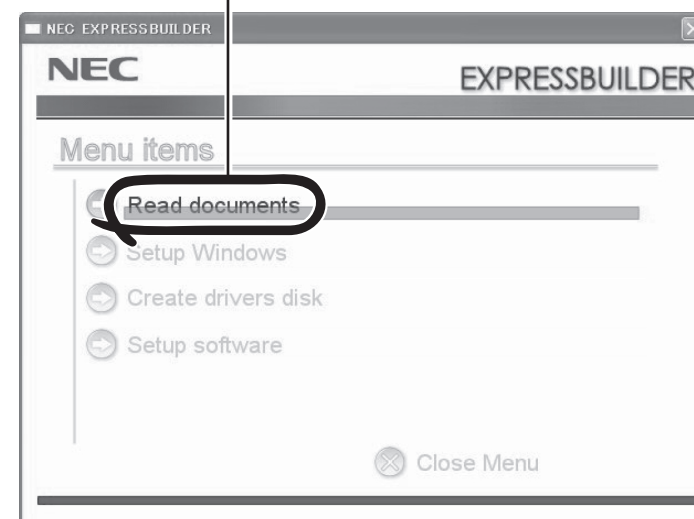 NEC EXPRESSBUILDER
NEC
EXPRESSBUILDER
Menu items
Read documents
Setup Windows
Create drivers disk
Setup software
Close Menu